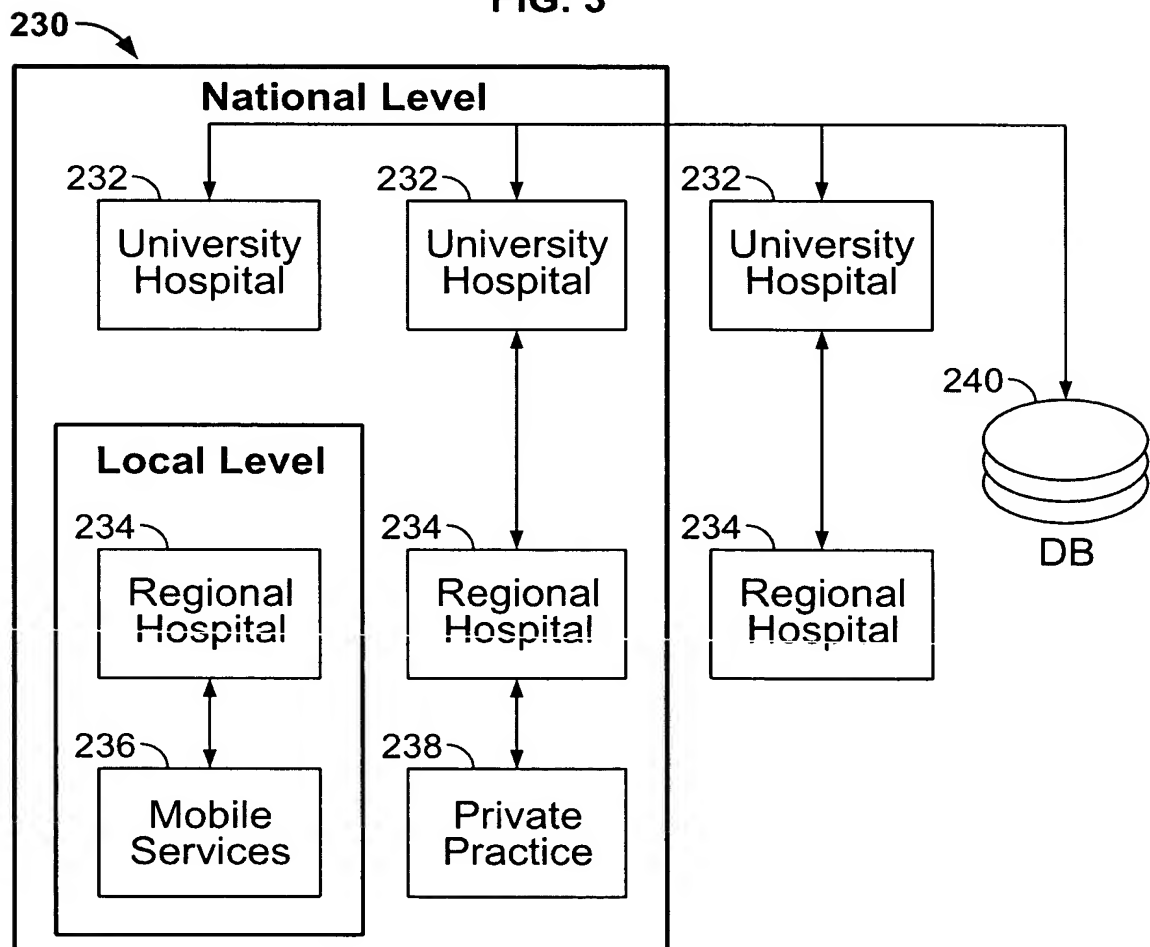 FIG. 3
230
National Level
232
232
232
University
Hospital
University
Hospital
University
Hospital
240
DB
Local Level
234
234
234
Regional
Hospital
Regional
Hospital
Regional
Hospital
236
238
Mobile
Services
Private
Practice